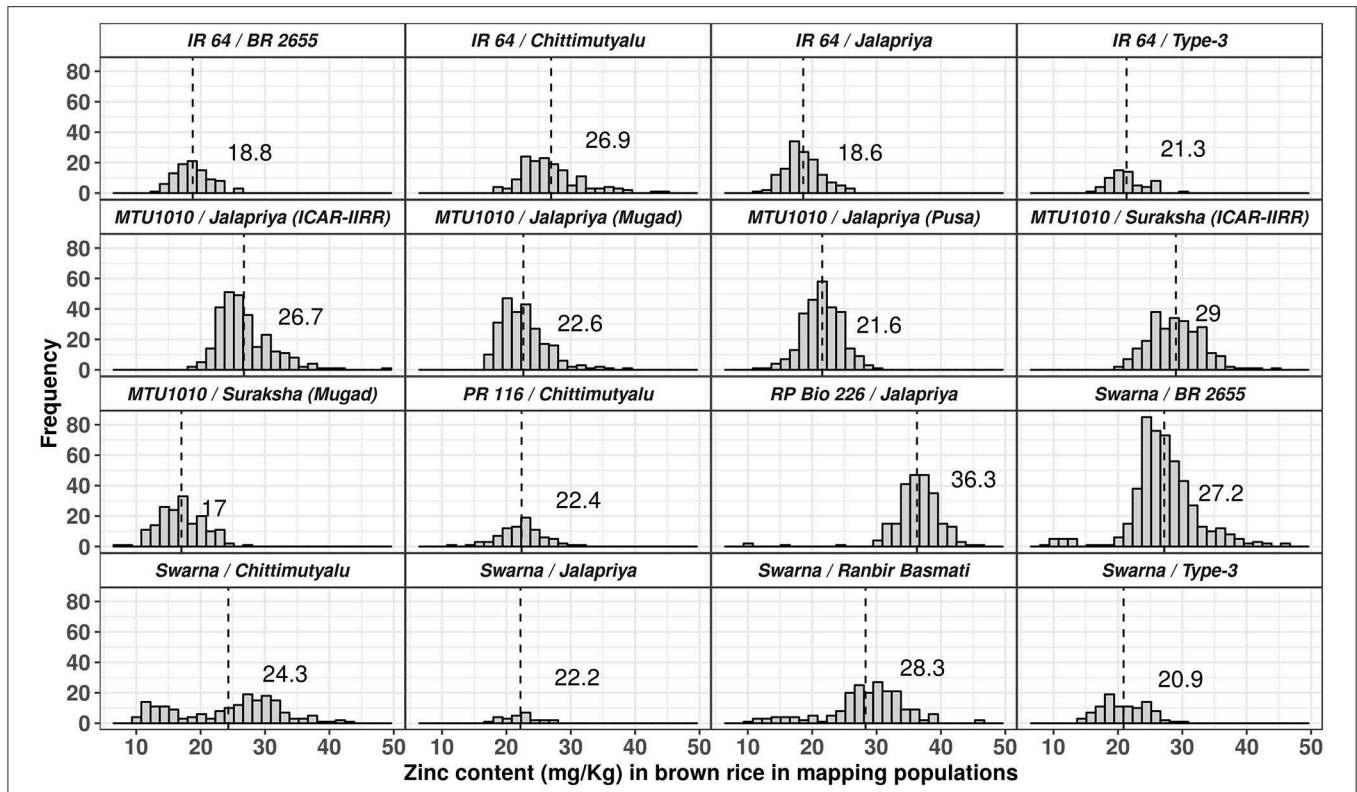 IR 64 / BR 2655
IR 64 / Chittimutyalu
IR 64 / Jalapriya
IR 64 / Type-3
80
60
40
20
0
18.8
26.9
18.6
21.3
MTU1010 / Jalapriya (ICAR-IIRR)
MTU1010 / Jalapriya (Mugad)
MTU1010 / Jalapriya (Pusa)
MTU1010 / Suraksha (ICAR-IIRR)
80
60
40
20
0
26.7
22.6
21.6
29
Frequency
MTU1010 / Suraksha (Mugad)
PR 116 / Chittimutyalu
RP Bio 226 / Jalapriya
Swarna / BR 2655
80
60
40
20
0
17
22.4
36.3
27.2
Swarna / Chittimutyalu
Swarna / Jalapriya
Swarna / Ranbir Basmati
Swarna / Type-3
80
60
40
20
0
24.3
22.2
28.3
20.9
10 20 30 40 50 10 20 30 40 50 10 20 30 40 50 10 20 30 40 50
Zinc content (mg/Kg) in brown rice in mapping populations